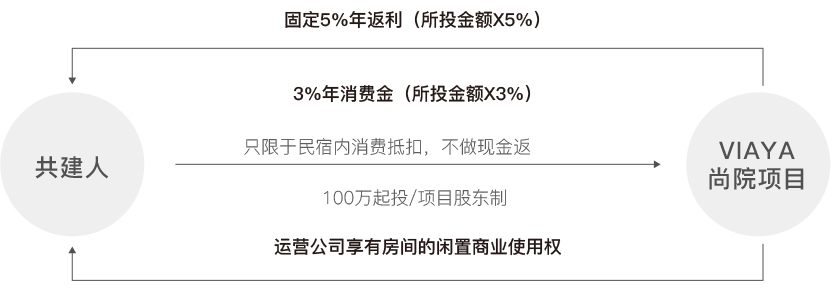 固定5%年返利（所投金额X5%）
3%年消费金（所投金额X3%）
只限于民宿内消费抵扣，不做现金返
共建人
VIAYA
尚院项目
100万起投/项目股东制
运营公司享有房间的闲置商业使用权